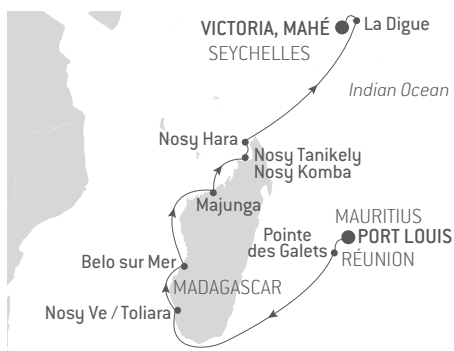 VICTORIA, MAHÉ
La Digue
SEYCHELLES
Indian Ocean
Nosy Hara
Nosy Tanikely
Nosy Komba
Majunga
MAURITIUS
Pointe
des Galets
PORT LOUIS
RÉUNION
Belo sur Mer
MADAGASCAR
Nosy Ve / Toliara